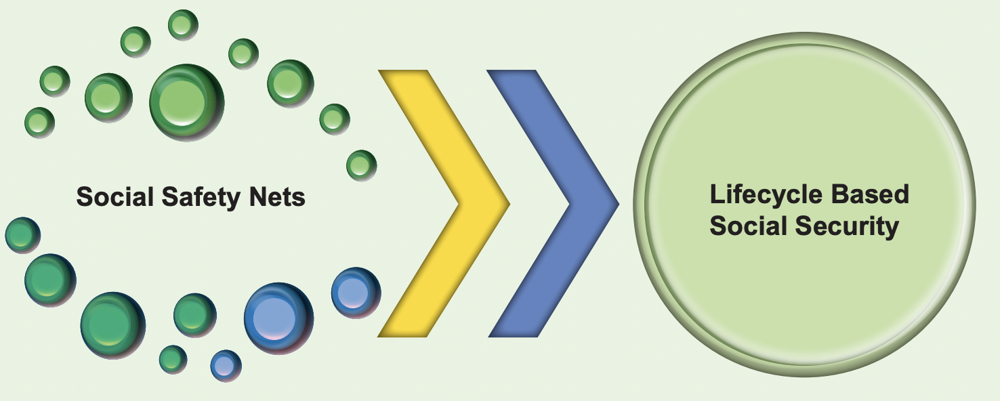 Social Safety Nets
Lifecycle Based
Social Security